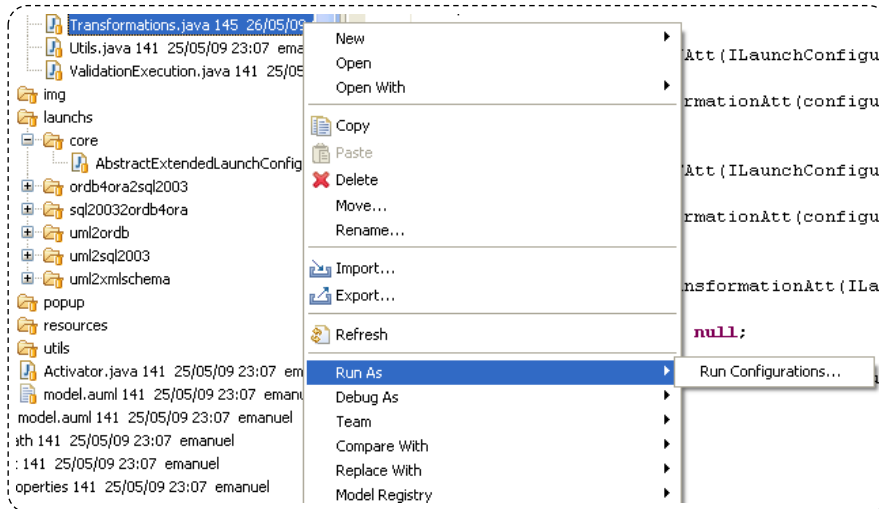 Transformations.java 145 26/05/09
Utils.java 141 25/05/09 23:07 ema
ValidationExecution.java 141 25/05
img
launchs
core
AbstractExtendedLaunchConfig
ordb4ora2sql2003
sql20032ordb4ora
uml2ordb
uml2sql2003
uml2xmlschema
popup
resources
utils
Activator.java 141 25/05/09 23:07 em
model.auml 141 25/05/09 23:07 emanu
model.auml 141 25/05/09 23:07 emanuel
ath 141 25/05/09 23:07 emanuel
: 141 25/05/09 23:07 emanuel
operties 141 25/05/09 23:07 emanuel
New
Open
Open With
Copy
Paste
Delete
Move...
Rename...
Import...
Export...
Refresh
Run As
Debug As
Team
Compare With
Replace With
Model Registry
Run Configurations...
Att(ILaunchConfigu
rmationAtt(configu
Att(ILaunchConfigu
rmationAtt(configu
nsformationAtt(ILa
null;